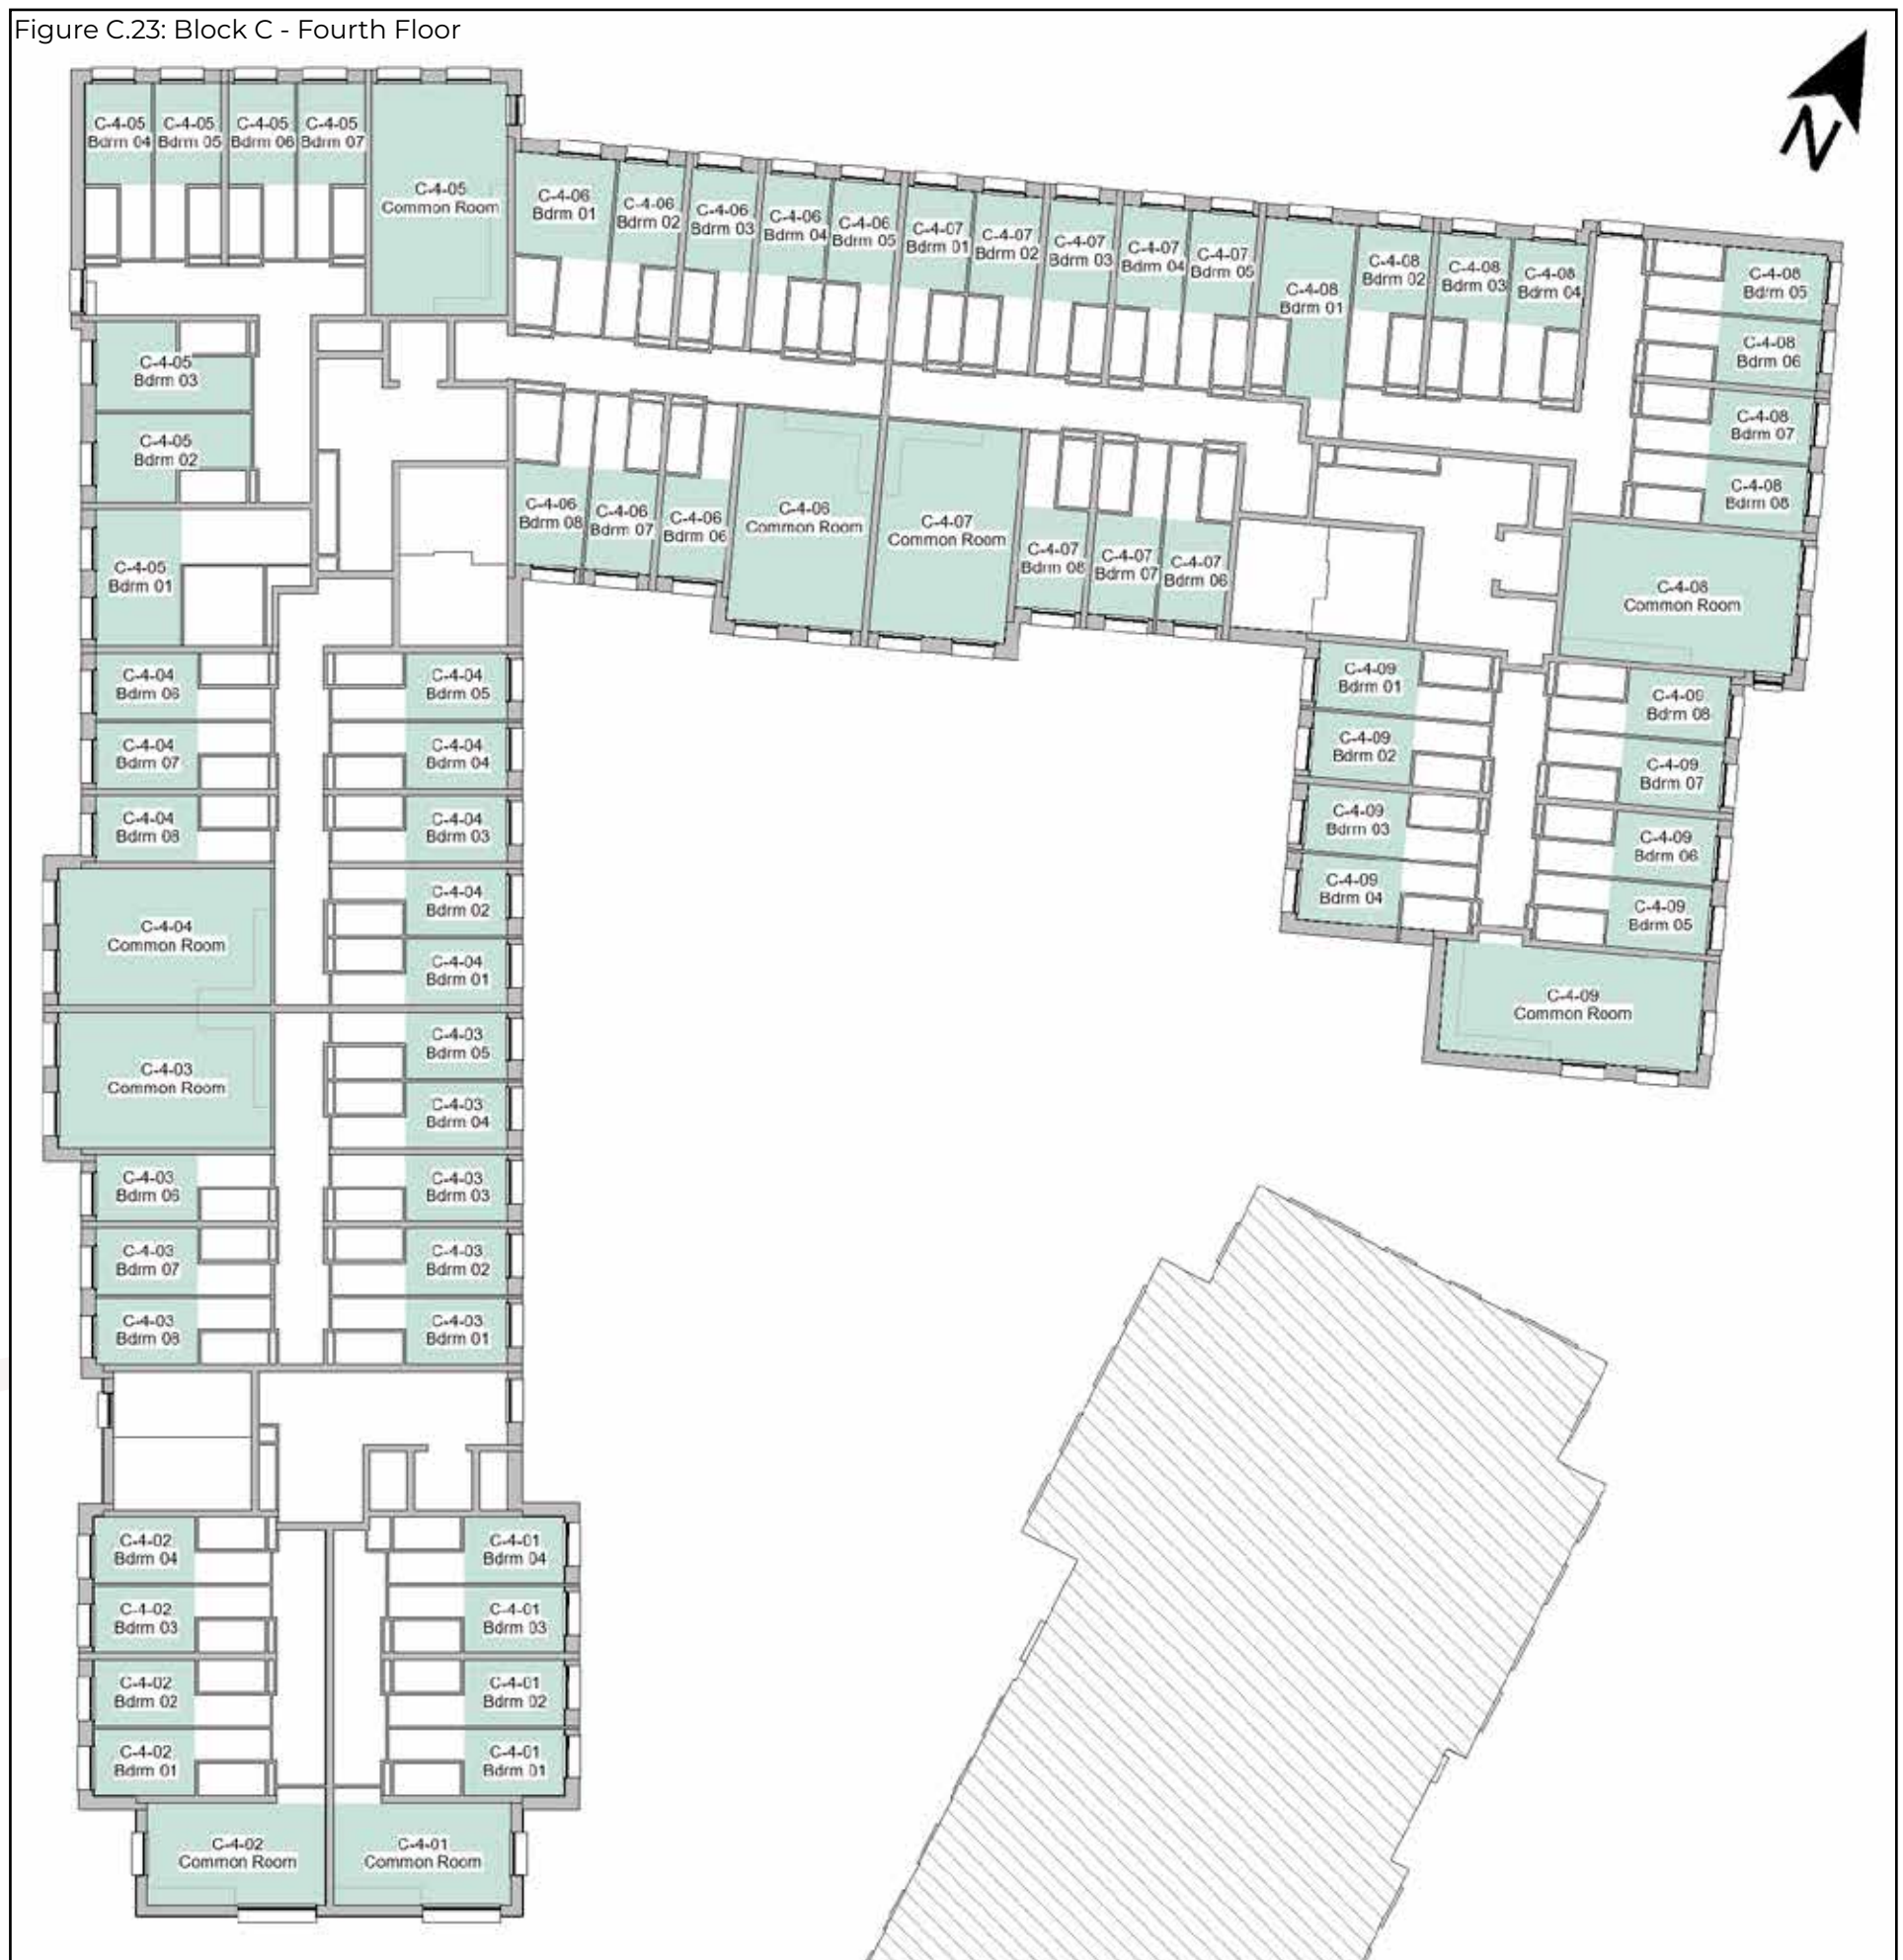 Figure C.23: Block C - Fourth Floor
N
C-4-05
Bdrm 04
C-4-05
Bdrm 05
C-4-05
Bdrm 06
C-4-05
Bdrm 07
C-4-05
Common Room
C-4-06
Bdrm 01
C-4-06
Bdrm 02
C-4-06
Bdrm 03
C-4-06
Bdrm 04
C-4-06
Bdrm 05
C-4-07
Bdrm 01
C-4-07
Bdrm 02
C-4-07
Bdrm 03
C-4-07
Bdrm 04
C-4-07
Bdrm 05
C-4-08
Bdrm 01
C-4-08
Bdrm 02
C-4-08
Bdrm 03
C-4-08
Bdrm 04
C-4-08
Bdrm 05
C-4-08
Bdrm 06
C-4-08
Bdrm 07
C-4-08
Bdrm 08
C-4-05
Bdrm 03
C-4-05
Bdrm 02
C-4-05
Bdrm 01
C-4-06
Bdrm 08
C-4-06
Bdrm 07
C-4-06
Bdrm 06
C-4-06
Common Room
C-4-07
Common Room
C-4-07
Bdrm 08
C-4-07
Bdrm 07
C-4-07
Bdrm 06
C-4-08
Common Room
C-4-09
Bdrm 01
C-4-09
Bdrm 08
C-4-09
Bdrm 02
C-4-09
Bdrm 07
C-4-09
Bdrm 03
C-4-09
Bdrm 06
C-4-09
Bdrm 04
C-4-09
Bdrm 05
C-4-09
Common Room
C-4-04
Bdrm 06
C-4-04
Bdrm 05
C-4-04
Bdrm 07
C-4-04
Bdrm 04
C-4-04
Bdrm 08
C-4-04
Bdrm 03
C-4-04
Common Room
C-4-04
Bdrm 02
C-4-04
Bdrm 01
C-4-03
Common Room
C-4-03
Bdrm 05
C-4-03
Bdrm 04
C-4-03
Bdrm 06
C-4-03
Bdrm 03
C-4-03
Bdrm 07
C-4-03
Bdrm 02
C-4-03
Bdrm 08
C-4-03
Bdrm 01
C-4-02
Bdrm 04
C-4-01
Bdrm 04
C-4-02
Bdrm 03
C-4-01
Bdrm 03
C-4-02
Bdrm 02
C-4-01
Bdrm 02
C-4-02
Bdrm 01
C-4-01
Bdrm 01
C-4-02
Common Room
C-4-01
Common Room